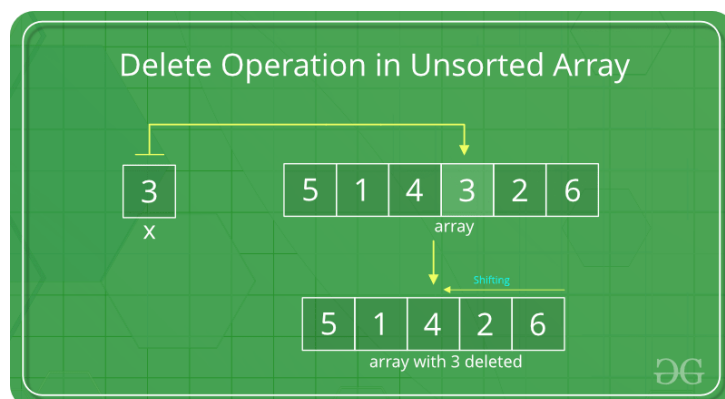 Delete Operation in Unsorted Array
3
x
5 1 4 3 2 6
array
Shifting
5 1 4 2 6
array with 3 deleted
GG